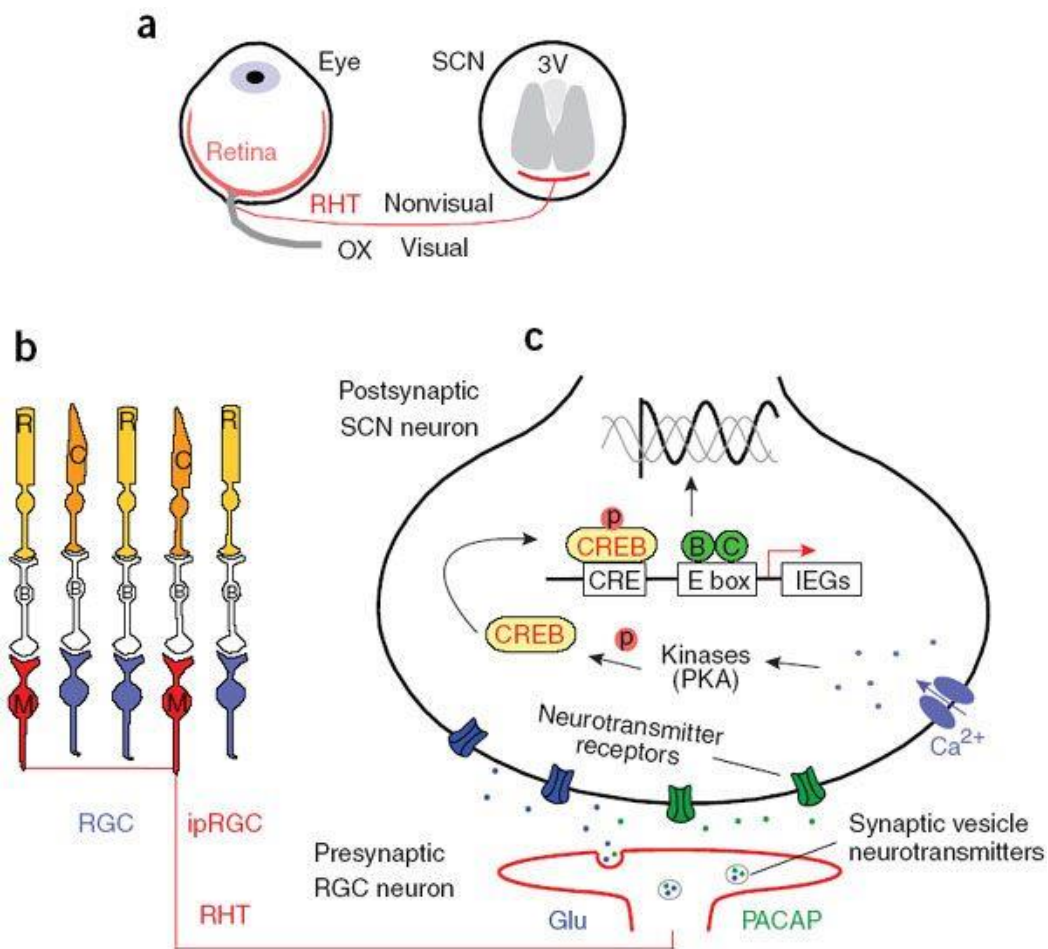 a
Eye
SCN
3V
Retina
RHT Nonvisual
OX Visual
b
R
C
R
C
R
B
B
B
B
B
M
M
RGC
ipRGC
RHT
c
Postsynaptic
SCN neuron
p
CREB
B C
CRE
E box
IEGs
CREB
p
Kinases
(PKA)
Ca2+
Neurotransmitter
receptors
Synaptic vesicle
neurotransmitters
Presynaptic
RGC neuron
Glu
PACAP